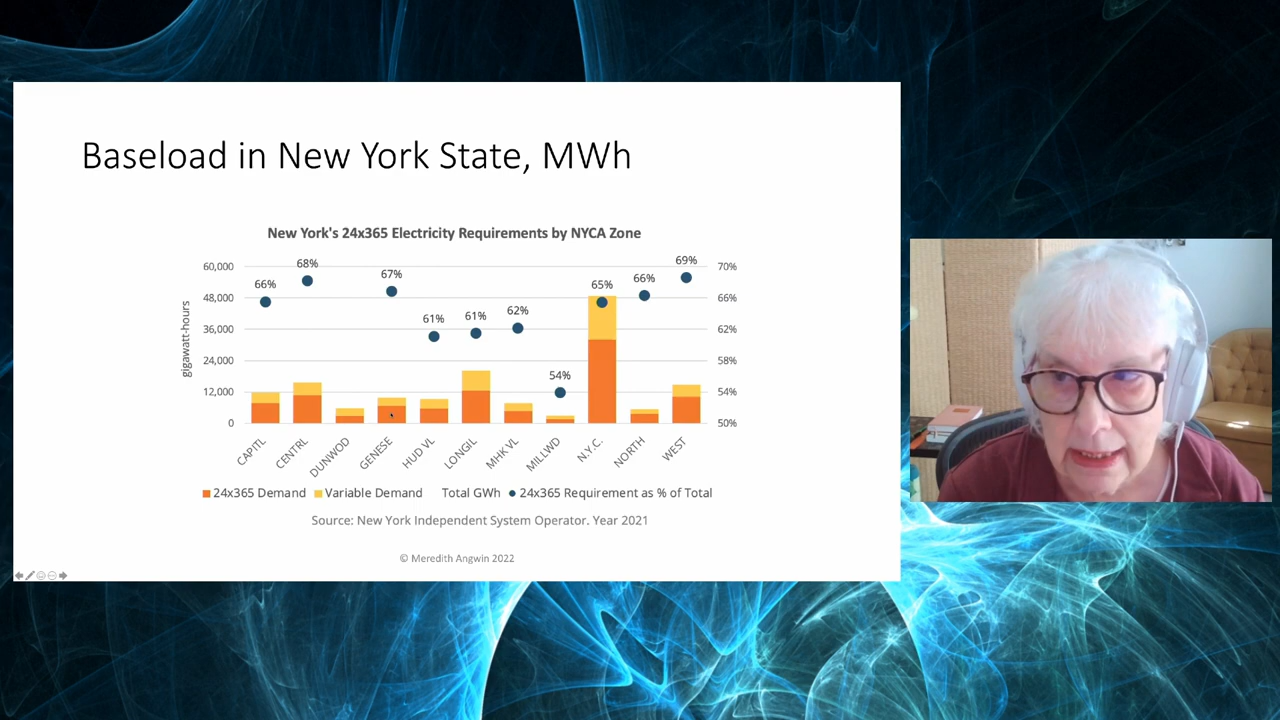 Baseload in New York State, MWh
New York's 24x365 Electricity Requirements by NYCA Zone
gigawatt-hours
60,000
48,000
36,000
24,000
12,000
0
66%
68%
67%
61%
61%
62%
54%
65%
66%
69%
70%
66%
62%
58%
54%
50%
CAPITL
CENTRL
DUNWOD
GENESE
HUD VL
LONGIL
MHK VL
MILLWD
N.Y.C.
NORTH
WEST
24x365 Demand Variable Demand Total GWh 24x365 Requirement as % of Total
Source: New York Independent System Operator. Year 2021
© Meredith Angwin 2022